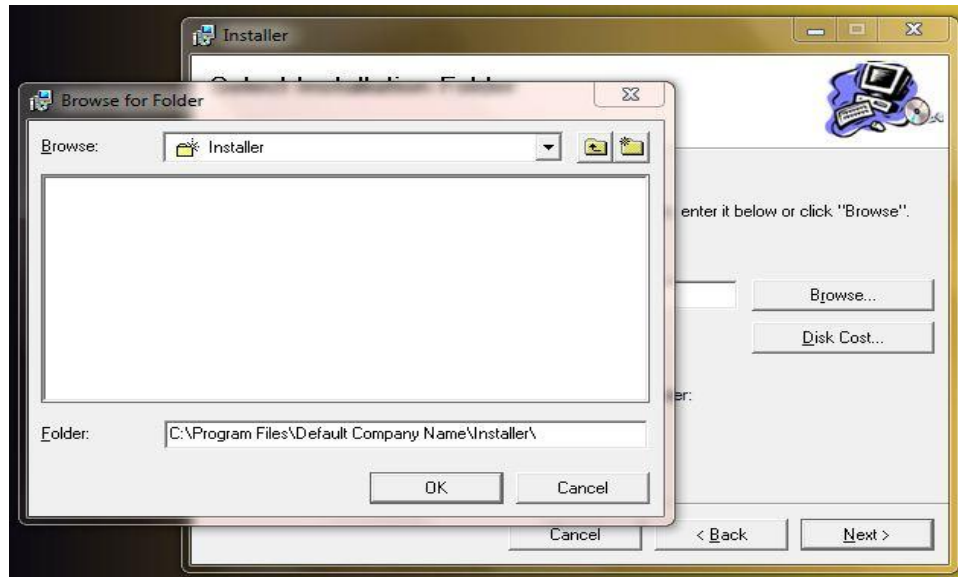 Installer
Browse for Folder
Browse:
Installer
enter it below or click "Browse".
Browse...
Disk Cost...
er:
Folder:
C:\Program Files\Default Company Name\Installer\
OK
Cancel
Cancel
< Back
Next >